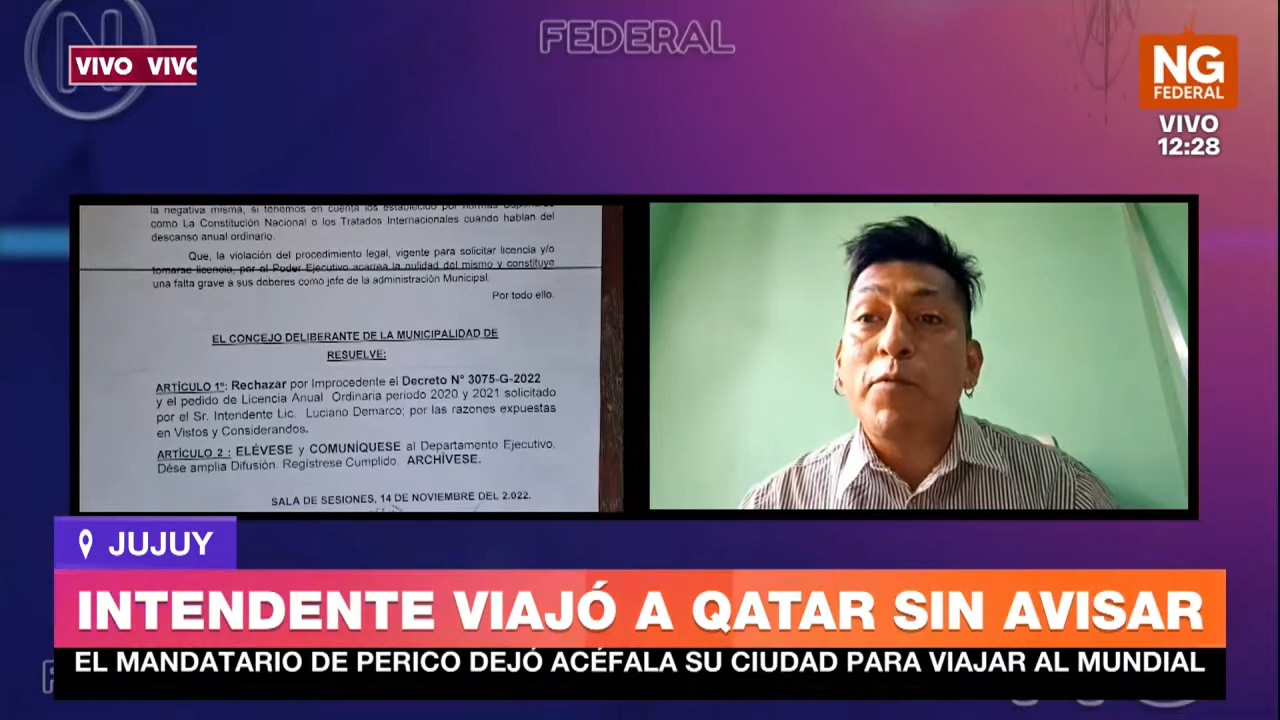 FEDERAL
VIVO VIVO
NG
FEDERAL
VIVO
12:28
la negativa misma, si tenemos en cuenta los establecido por normas
como La Constitución Nacional o los Tratados Internacionales cuando hablan del
descanso anual ordinario.
Que, la violación del procedimiento legal, vigente para solicitar licencia y/o
tomarse licencia, por el Poder Ejecutivo acarrea la nulidad del mismo y constituye
una falta grave a sus deberes como jefe de la administración Municipal.
Por todo ello.
EL CONCEJO DELIBERANTE DE LA MUNICIPALIDAD DE
RESUELVE:
ARTÍCULO 1º: Rechazar por Improcedente el Decreto N° 3075-G-2022
y el pedido de Licencia Anual Ordinaria periodo 2020 y 2021 solicitado
por el Sr. Intendente Lic. Luciano Demarco; por las razones expuestas
en Vistos y Considerandos.
ARTÍCULO 2 : ELÉVESE y COMUNÍQUESE al Departamento Ejecutivo,
Dése amplia Difusión. Regístrese Cumplido. ARCHÍVESE.
SALA DE SESIONES, 14 DE NOVIEMBRE DEL 2.022.
JUJUY
INTENDENTE VIAJÓ A QATAR SIN AVISAR
EL MANDATARIO DE PERICO DEJÓ ACÉFALA SU CIUDAD PARA VIAJAR AL MUNDIAL